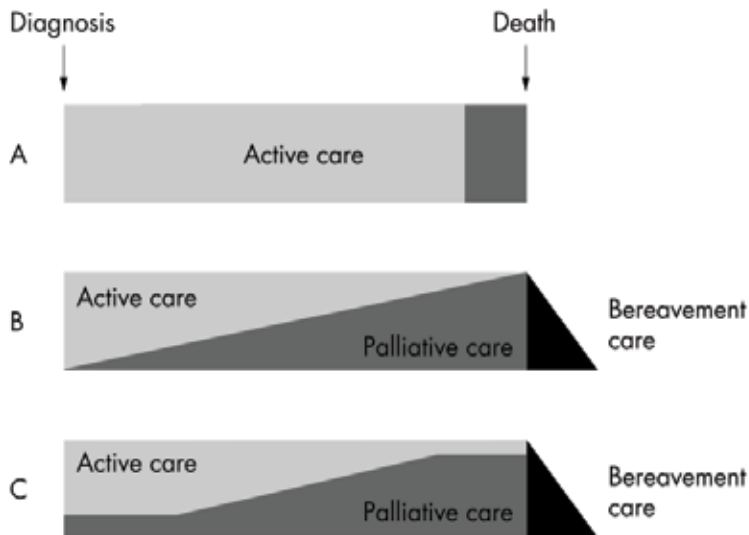 Diagnosis
Death
A
Active care
B
Active care
Palliative care
Bereavement
care
C
Active care
Palliative care
Bereavement
care